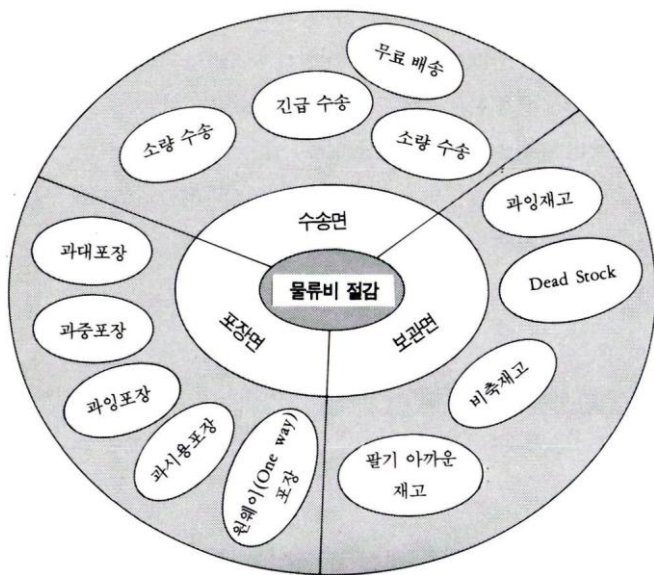 무료 배송
긴급 수송
소량 수송
소량 수송
수송면
과잉재고
과대포장
Dead Stock
물류비 절감
과중포장
포장면
보관면
비축재고
과잉포장
과시용포장
원웨이(One way)
포장
팔기 아까운
재고